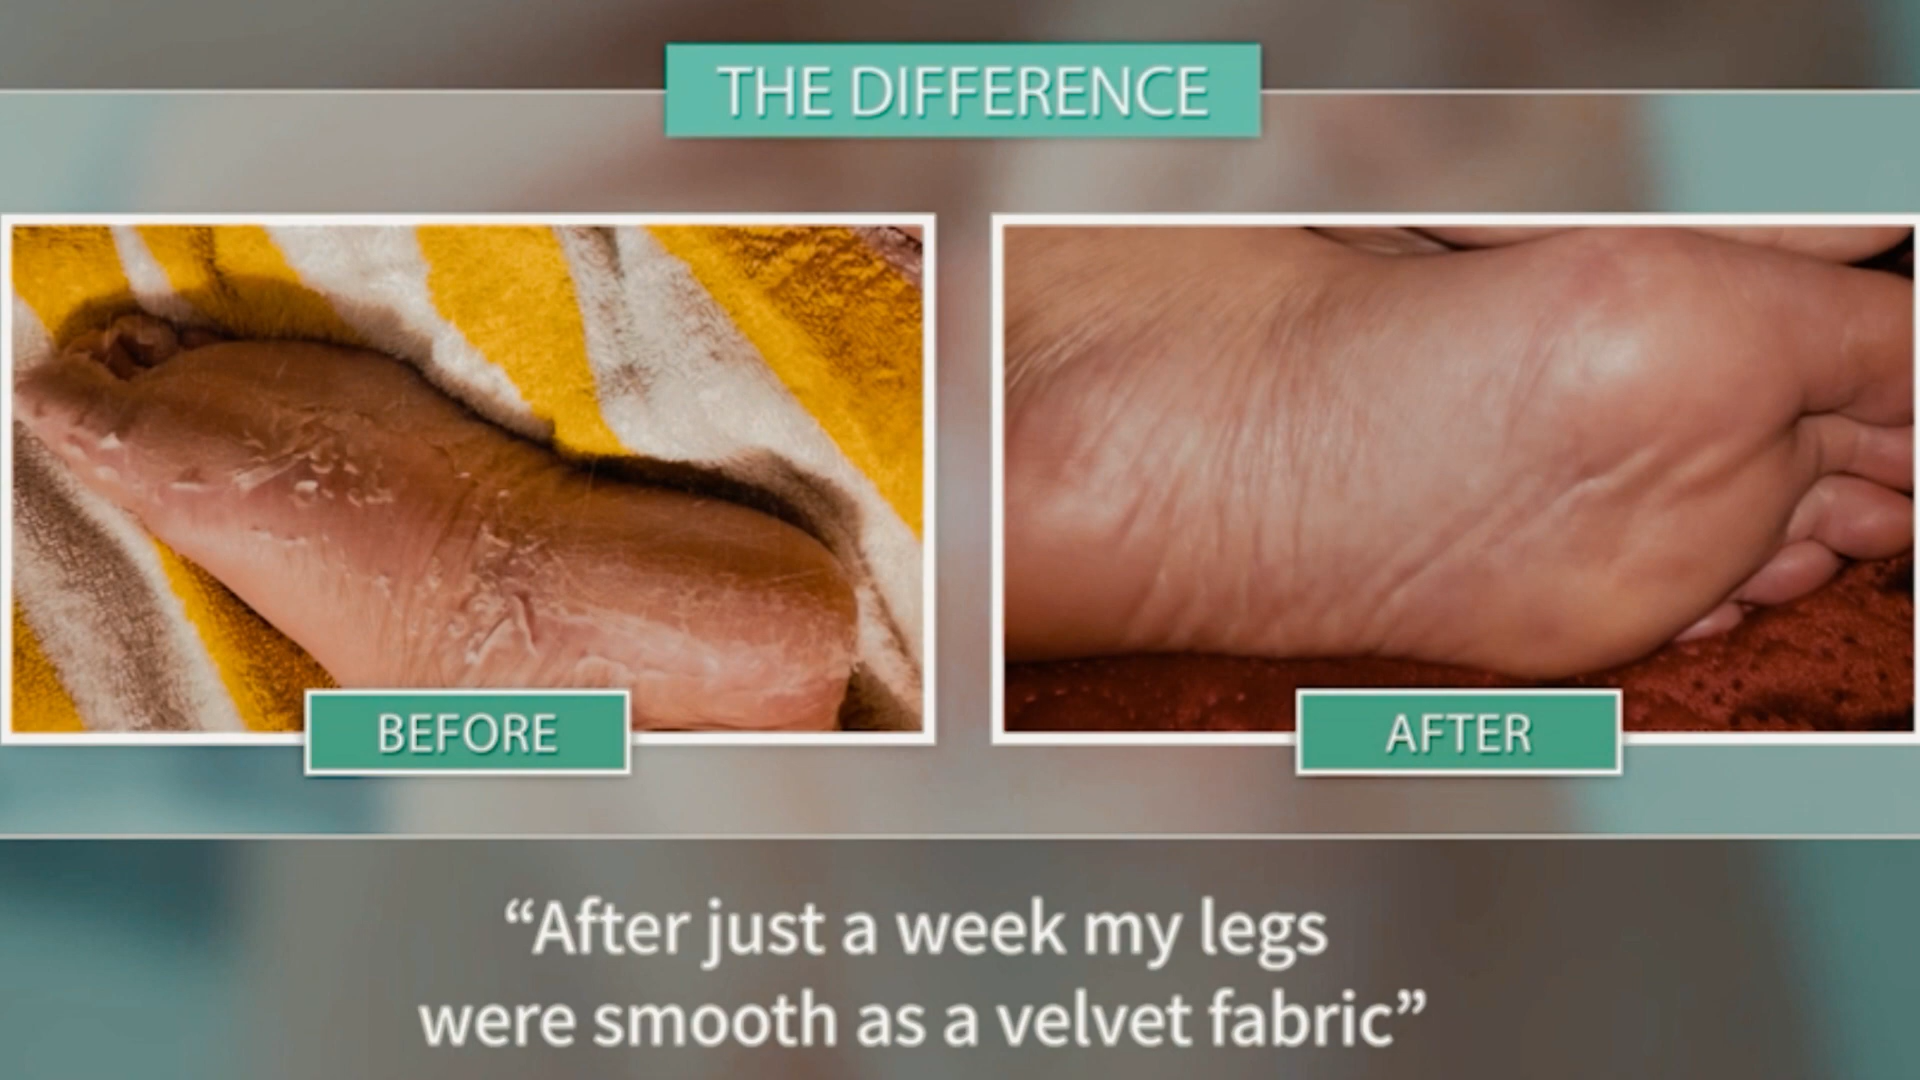 THE DIFFERENCE
BEFORE
AFTER
“After just a week my legs
were smooth as a velvet fabric”